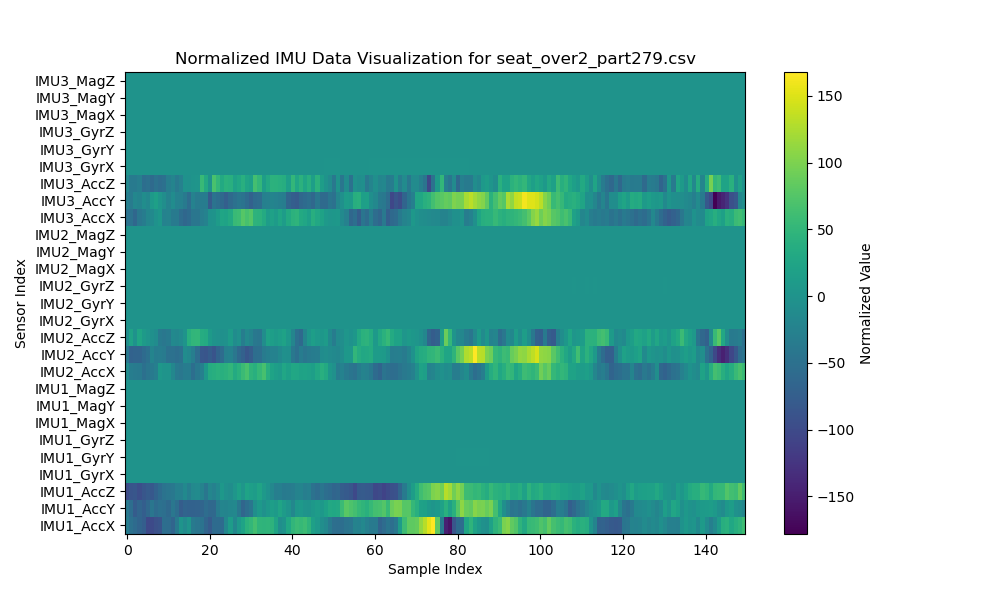 Normalized IMU Data Visualization for seat_over2_part279.csv
IMU3_MagZ
IMU3_MagY
IMU3_MagX
IMU3_GyrZ
IMU3_GyrY
IMU3_GyrX
IMU3_AccZ
IMU3_AccY
IMU3_AccX
IMU2_MagZ
IMU2_MagY
IMU2_MagX
IMU2_GyrZ
IMU2_GyrY
IMU2_GyrX
IMU2_AccZ
IMU2_AccY
IMU2_AccX
IMU1_MagZ
IMU1_MagY
IMU1_MagX
IMU1_GyrZ
IMU1_GyrY
IMU1_GyrX
IMU1_AccZ
IMU1_AccY
IMU1_AccX
Sensor Index
0 20 40 60 80 100 120 140
Sample Index
150
100
50
0
−50
−100
−150
Normalized Value